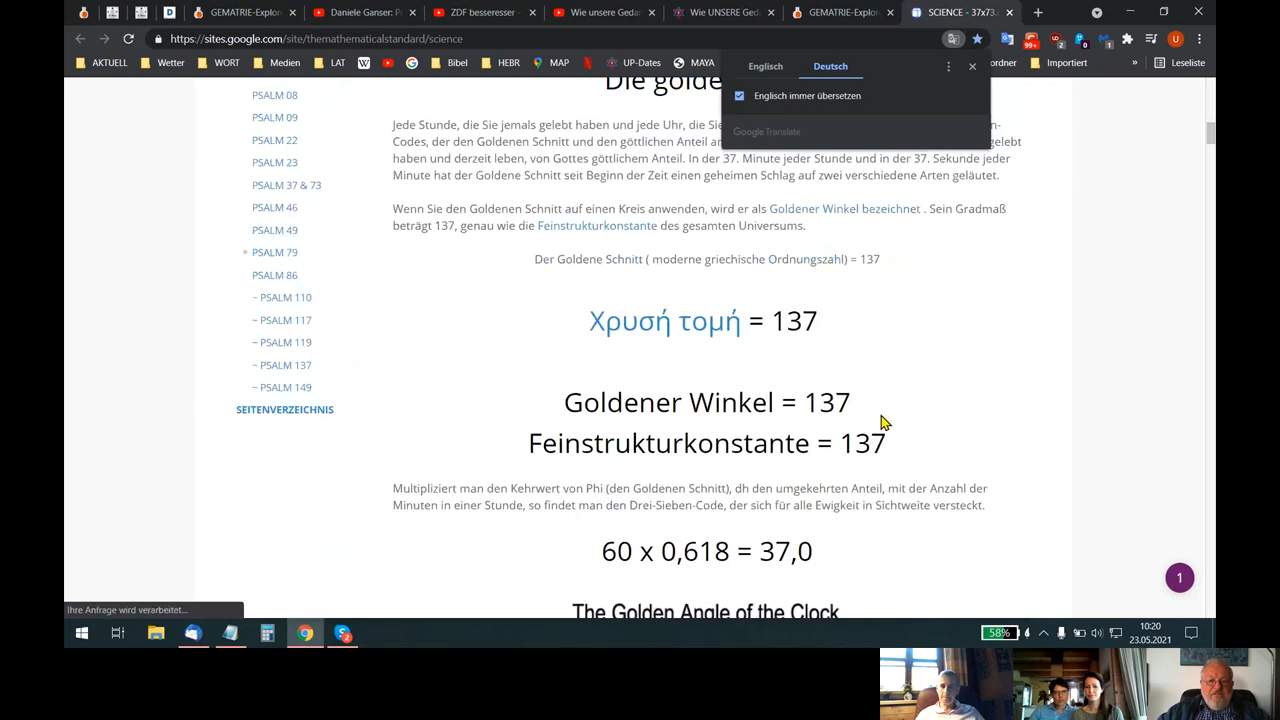 GEMATRIE-Explor
Daniele Ganser: P
ZDF besseresser -
Wie unsere Gedan
Wie UNSERE Ged
GEMATRIE-Explor
SCIENCE - 37x73.c
https://sites.google.com/site/themathematicalstandard/science
AKTUELL
Wetter
WORT
Medien
LAT
Bibel
HEBR
MAP
UP-Dates
MAYA
Importiert
»
Leseliste
Englisch
Deutsch
Englisch immer übersetzen
Google Translate
PSALM 08
PSALM 09
PSALM 22
PSALM 23
PSALM 37 & 73
PSALM 46
PSALM 49
PSALM 79
PSALM 86
~ PSALM 110
~ PSALM 117
~ PSALM 119
~ PSALM 137
~ PSALM 149
SEITENVERZEICHNIS
Die golde
Jede Stunde, die Sie jemals gelebt haben und jede Uhr, die Sie n-
Codes, der den Goldenen Schnitt und den göttlichen Anteil an gelebt
haben und derzeit leben, von Gottes göttlichem Anteil. In der 37. Minute jeder Stunde und in der 37. Sekunde jeder
Minute hat der Goldene Schnitt seit Beginn der Zeit einen geheimen Schlag auf zwei verschiedene Arten geläutet.
Wenn Sie den Goldenen Schnitt auf einen Kreis anwenden, wird er als Goldener Winkel bezeichnet . Sein Gradmaß
beträgt 137, genau wie die Feinstrukturkonstante des gesamten Universums.
Der Goldene Schnitt ( moderne griechische Ordnungszahl) = 137
Χρυσή τομή = 137
Goldener Winkel = 137
Feinstrukturkonstante = 137
Multipliziert man den Kehrwert von Phi (den Goldenen Schnitt), dh den umgekehrten Anteil, mit der Anzahl der
Minuten in einer Stunde, so findet man den Drei-Sieben-Code, der sich für alle Ewigkeit in Sichtweite versteckt.
60 x 0,618 = 37,0
The Golden Angle of the Clock
1
Ihre Anfrage wird verarbeitet...
58%
10:20
23.05.2021